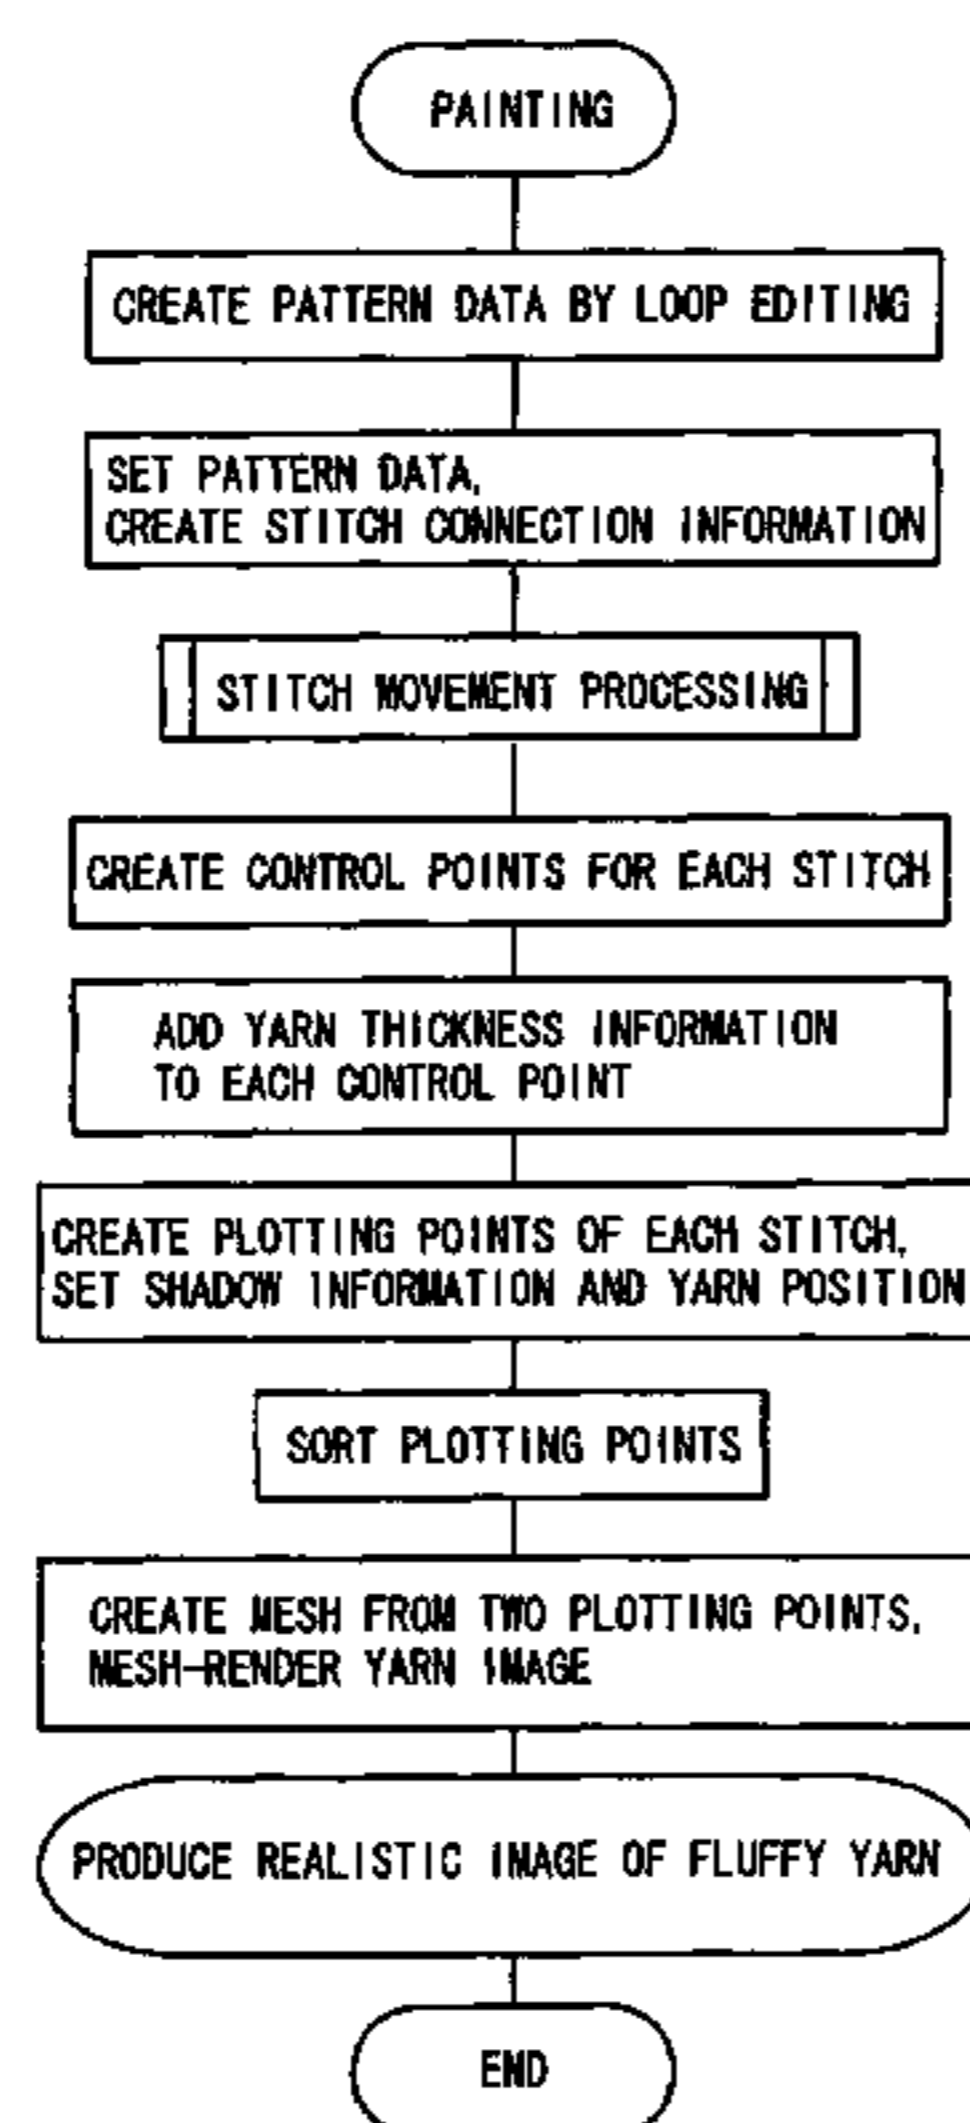 PAINTING
CREATE PATTERN DATA BY LOOP EDITING
SET PATTERN DATA,
CREATE STITCH CONNECTION INFORMATION
STITCH MOVEMENT PROCESSING
CREATE CONTROL POINTS FOR EACH STITCH
ADD YARN THICKNESS INFORMATION
TO EACH CONTROL POINT
CREATE PLOTTING POINTS OF EACH STITCH,
SET SHADOW INFORMATION AND YARN POSITION
SORT PLOTTING POINTS
CREATE MESH FROM TWO PLOTTING POINTS,
MESH-RENDER YARN IMAGE
PRODUCE REALISTIC IMAGE OF FLUFFY YARN
END